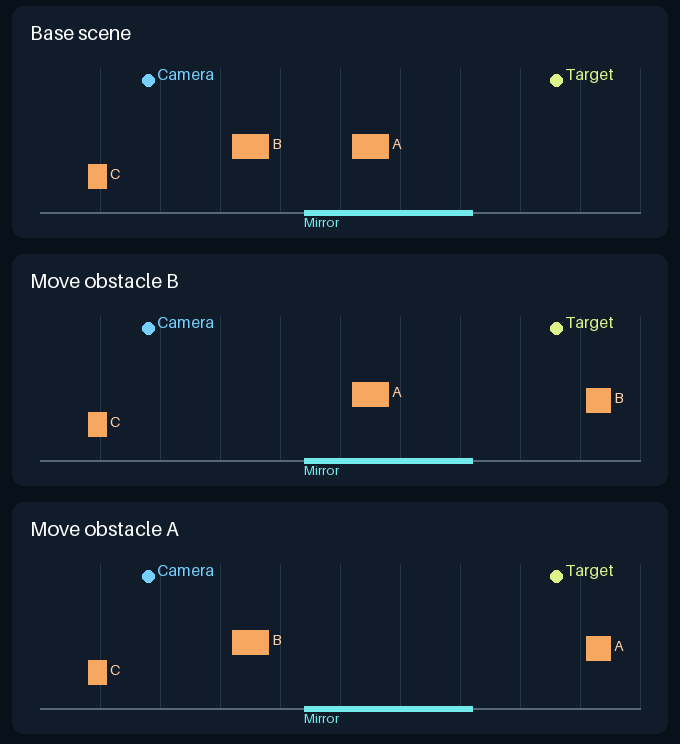 Base scene
Camera
Target
B
A
C
Mirror
Move obstacle B
Camera
Target
A
B
C
Mirror
Move obstacle A
Camera
Target
B
A
C
Mirror